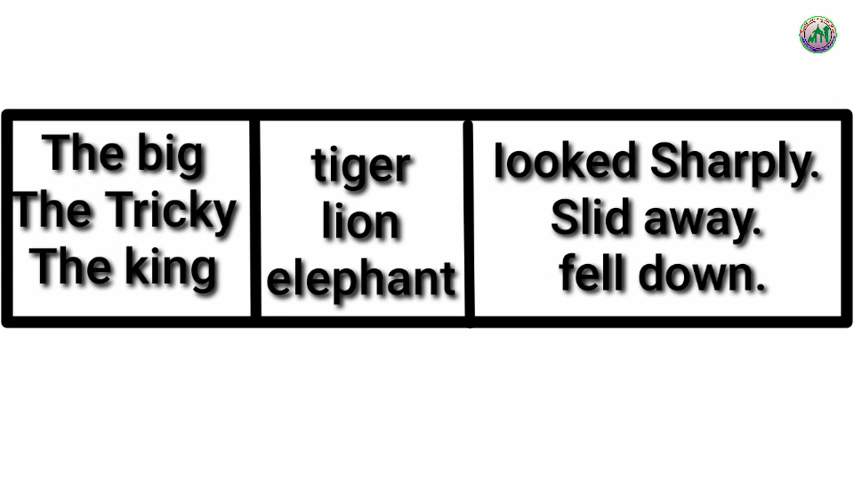 The big
The Tricky
The king
tiger
lion
elephant
looked Sharply.
Slid away.
fell down.